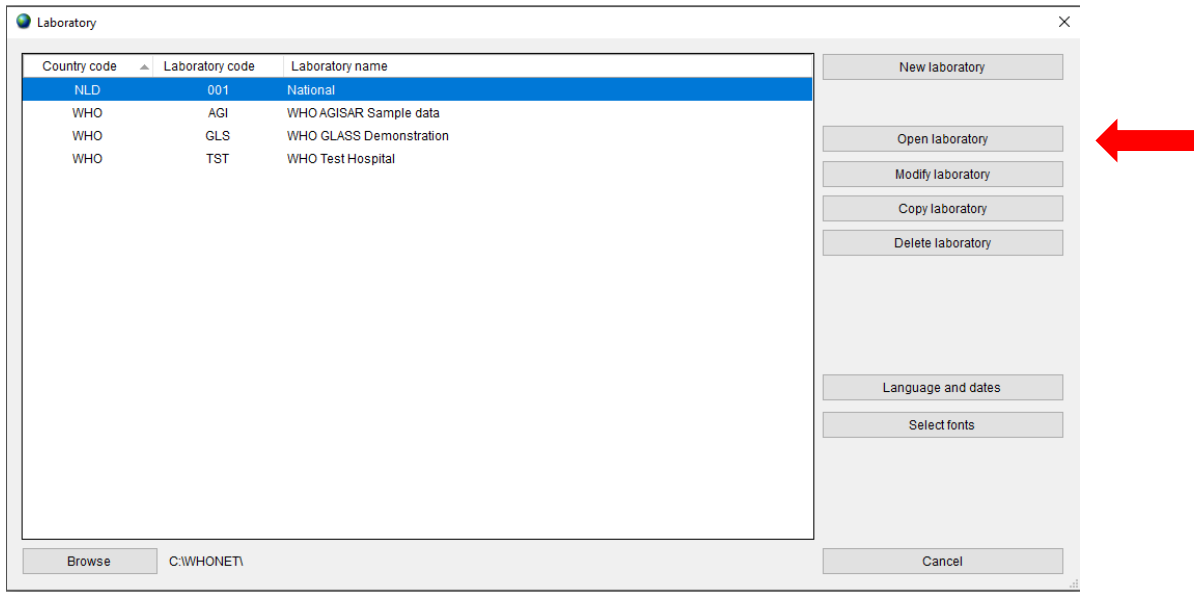 Laboratory
Country code Laboratory code Laboratory name
NLD 001 National
WHO AGI WHO AGISAR Sample data
WHO GLS WHO GLASS Demonstration
WHO TST WHO Test Hospital
New laboratory
Open laboratory
Modify laboratory
Copy laboratory
Delete laboratory
Language and dates
Select fonts
Browse C:\WHONET\
Cancel